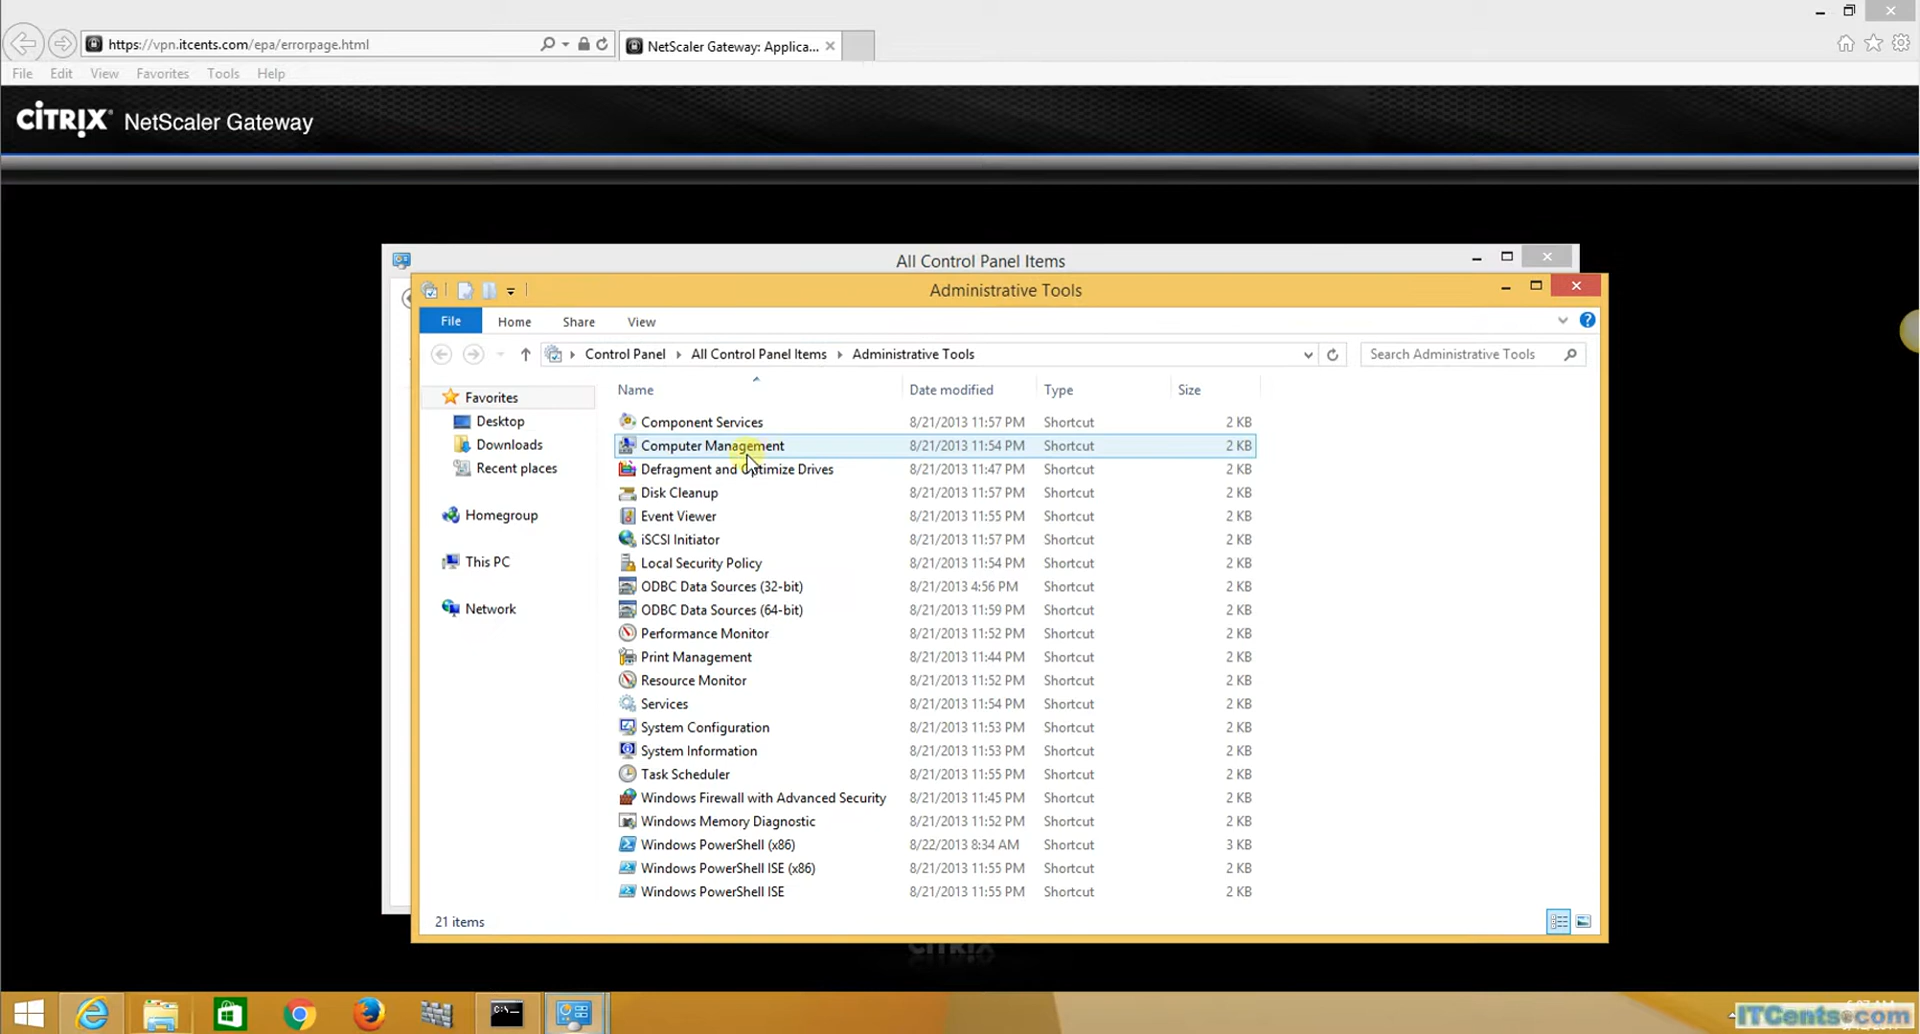 https://vpn.itcents.com/epa/errorpage.html
NetScaler Gateway: Applica...
File Edit View Favorites Tools Help
CITRIX NetScaler Gateway
All Control Panel Items
Administrative Tools
File Home Share View
Control Panel All Control Panel Items Administrative Tools
Search Administrative Tools
Name Date modified Type Size
Favorites
Desktop
Downloads
Recent places
Homegroup
This PC
Network
Component Services 8/21/2013 11:57 PM Shortcut 2 KB
Computer Management 8/21/2013 11:54 PM Shortcut 2 KB
Defragment and Optimize Drives 8/21/2013 11:47 PM Shortcut 2 KB
Disk Cleanup 8/21/2013 11:57 PM Shortcut 2 KB
Event Viewer 8/21/2013 11:55 PM Shortcut 2 KB
iSCSI Initiator 8/21/2013 11:57 PM Shortcut 2 KB
Local Security Policy 8/21/2013 11:54 PM Shortcut 2 KB
ODBC Data Sources (32-bit) 8/21/2013 4:56 PM Shortcut 2 KB
ODBC Data Sources (64-bit) 8/21/2013 11:59 PM Shortcut 2 KB
Performance Monitor 8/21/2013 11:52 PM Shortcut 2 KB
Print Management 8/21/2013 11:44 PM Shortcut 2 KB
Resource Monitor 8/21/2013 11:52 PM Shortcut 2 KB
Services 8/21/2013 11:54 PM Shortcut 2 KB
System Configuration 8/21/2013 11:53 PM Shortcut 2 KB
System Information 8/21/2013 11:53 PM Shortcut 2 KB
Task Scheduler 8/21/2013 11:55 PM Shortcut 2 KB
Windows Firewall with Advanced Security 8/21/2013 11:45 PM Shortcut 2 KB
Windows Memory Diagnostic 8/21/2013 11:52 PM Shortcut 2 KB
Windows PowerShell (x86) 8/22/2013 8:34 AM Shortcut 3 KB
Windows PowerShell ISE (x86) 8/21/2013 11:55 PM Shortcut 2 KB
Windows PowerShell ISE 8/21/2013 11:55 PM Shortcut 2 KB
21 items
CITRIX
ITCents.com